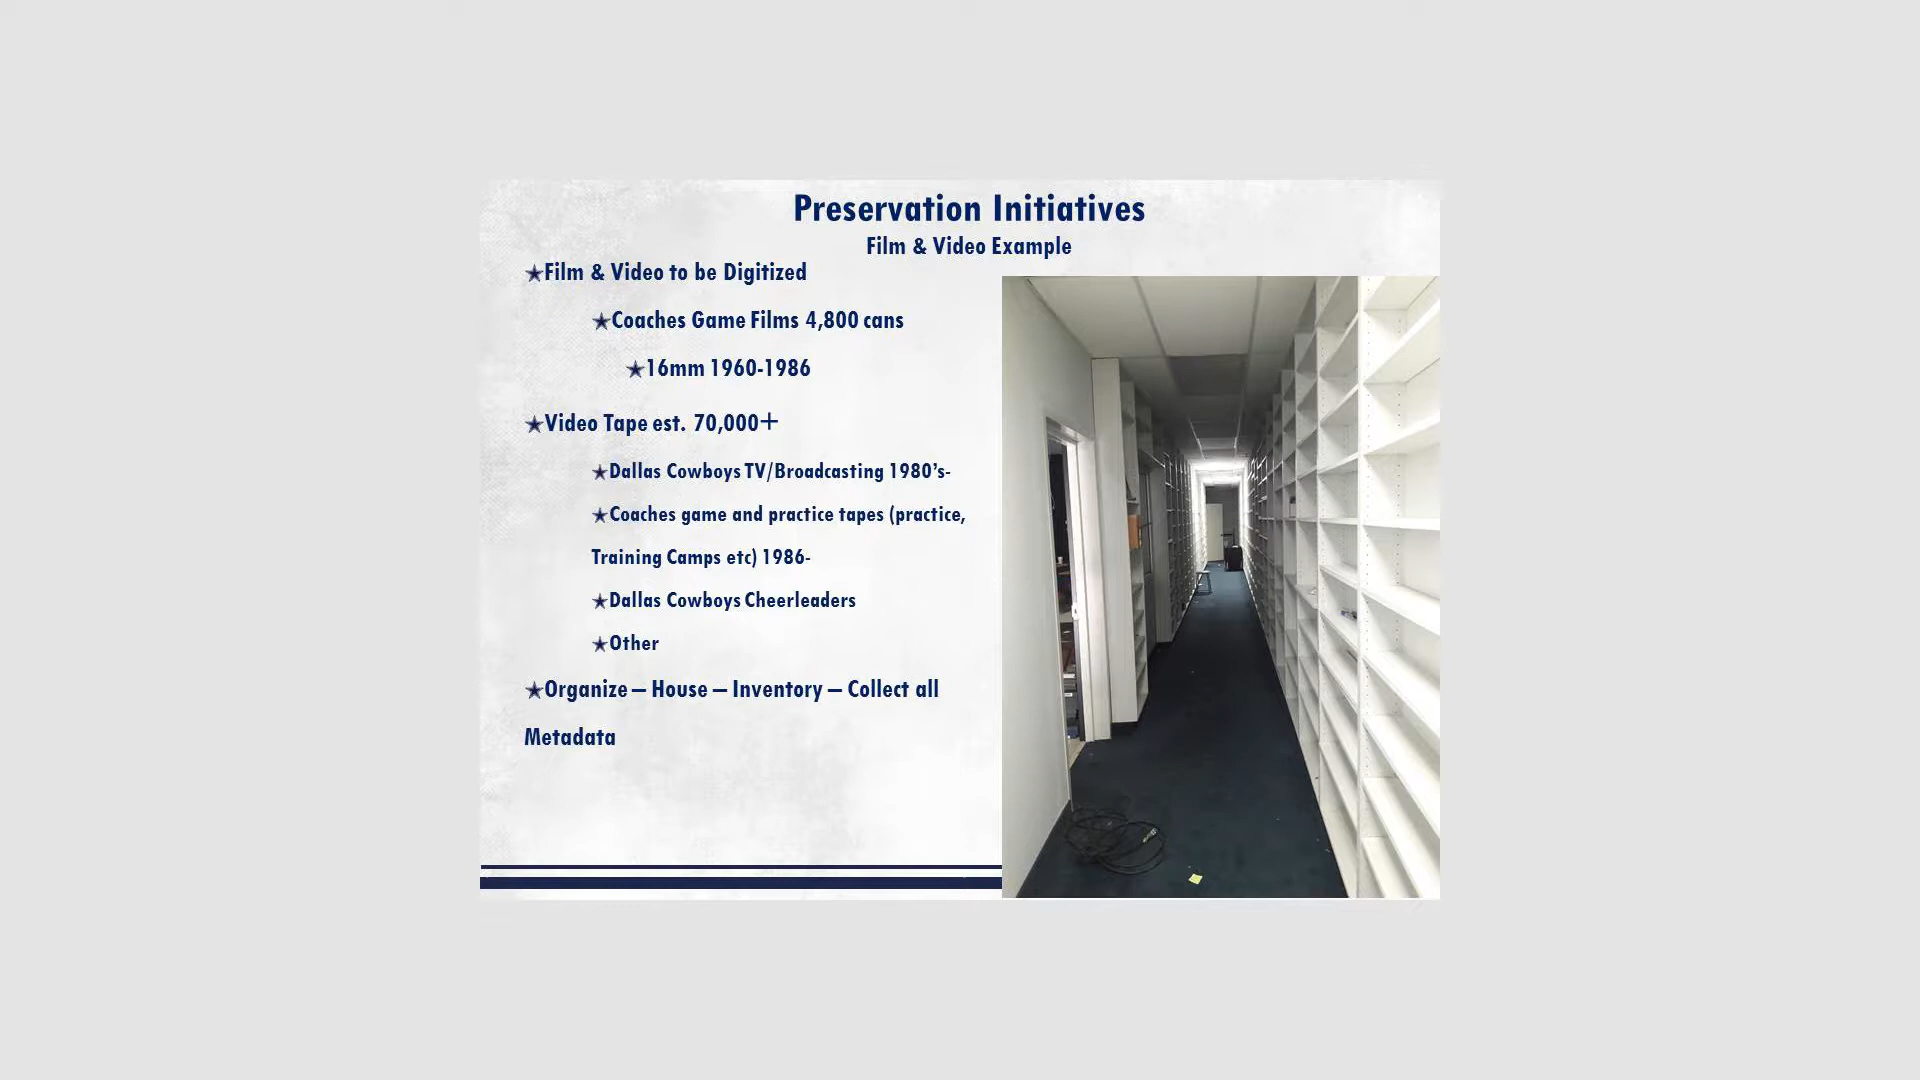 Preservation Initiatives
Film & Video Example
★Film & Video to be Digitized
★Coaches Game Films 4,800 cans
★16mm 1960-1986
★Video Tape est. 70,000+
★Dallas Cowboys TV/Broadcasting 1980’s-
★Coaches game and practice tapes (practice,
Training Camps etc) 1986-
★Dallas Cowboys Cheerleaders
★Other
★Organize – House – Inventory – Collect all
Metadata